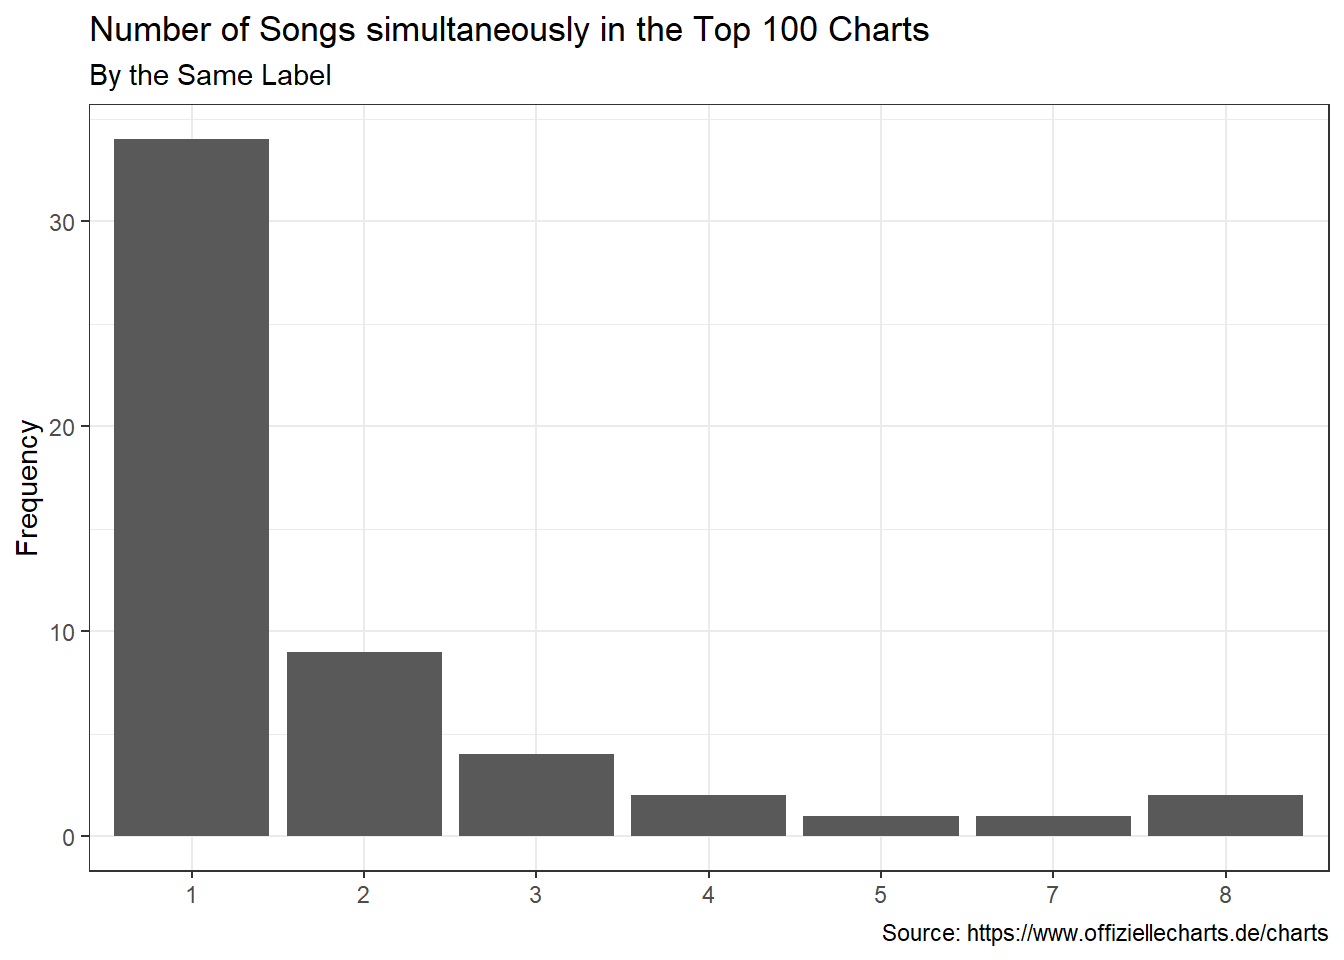 Number of Songs simultaneously in the Top 100 Charts
By the Same Label
Frequency
30
20
10
0
1 2 3 4 5 7 8
Source: https://www.offiziellecharts.de/charts